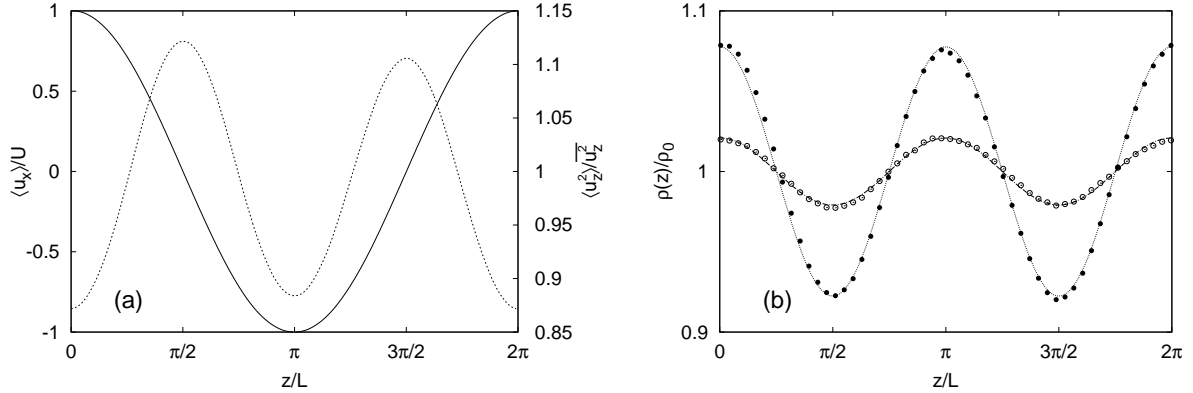 1
0.5
0
-0.5
-1
⟨u_x⟩/U
1.15
1.1
1.05
1
0.95
0.9
0.85
⟨u_z^2⟩/\overline{u_z^2}
0
π/2
π
3π/2
2π
z/L
(a)
1.1
1
0.9
ρ(z)/ρ_0
0
π/2
π
3π/2
2π
z/L
(b)